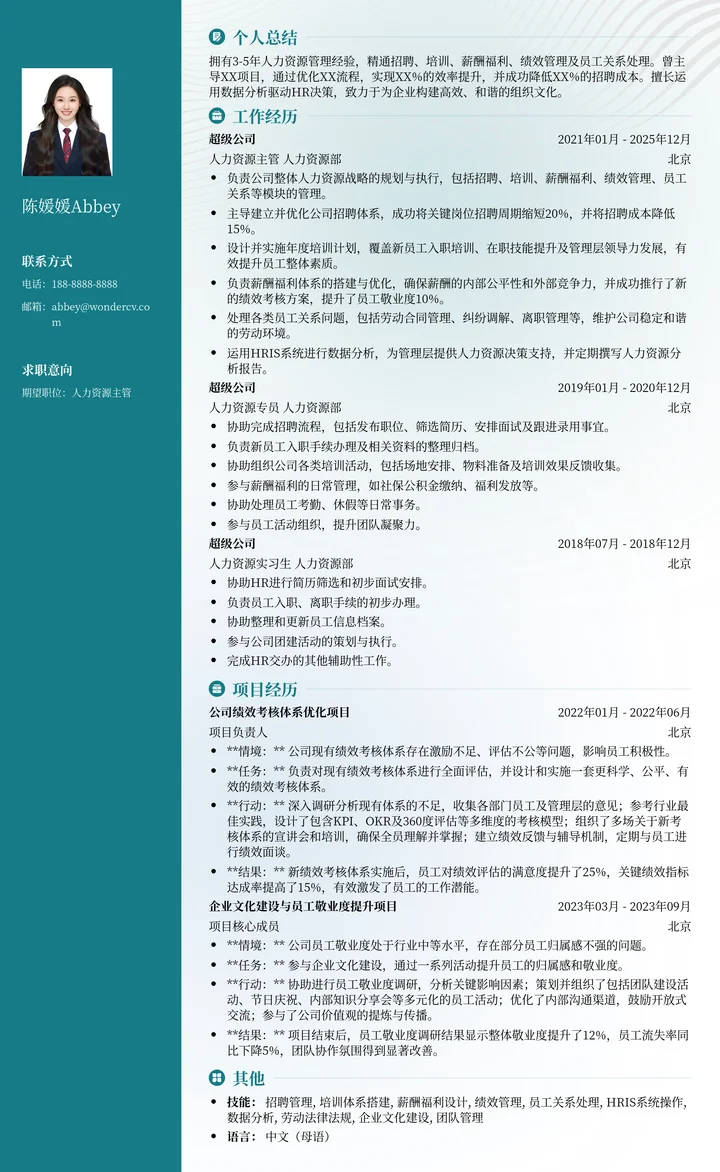 陈媛媛Abbey
联系方式
电话：188-8888-8888
邮箱：abbey@wondercv.co
m
求职意向
期望职位：人力资源主管
个人总结
拥有3-5年人力资源管理经验，精通招聘、培训、薪酬福利、绩效管理及员工关系处理。曾主
导XX项目，通过优化XX流程，实现XX%的效率提升，并成功降低XX%的招聘成本。擅长运
用数据分析驱动HR决策，致力于为企业构建高效、和谐的组织文化。
工作经历
超级公司 2021年01月 - 2025年12月
人力资源主管 人力资源部 北京
• 负责公司整体人力资源战略的规划与执行，包括招聘、培训、薪酬福利、绩效管理、员工
关系等模块的管理。
• 主导建立并优化公司招聘体系，成功将关键岗位招聘周期缩短20%，并将招聘成本降低
15%。
• 设计并实施年度培训计划，覆盖新员工入职培训、在职技能提升及管理层领导力发展，有
效提升员工整体素质。
• 负责薪酬福利体系的搭建与优化，确保薪酬的内部公平性和外部竞争力，并成功推行了新
的绩效考核方案，提升了员工敬业度10%。
• 处理各类员工关系问题，包括劳动合同管理、纠纷调解、离职管理等，维护公司稳定和谐
的劳动环境。
• 运用HRIS系统进行数据分析，为管理层提供人力资源决策支持，并定期撰写人力资源分
析报告。
超级公司 2019年01月 - 2020年12月
人力资源专员 人力资源部 北京
• 协助完成招聘流程，包括发布职位、筛选简历、安排面试及跟进录用事宜。
• 负责新员工入职手续办理及相关资料的整理归档。
• 协助组织公司各类培训活动，包括场地安排、物料准备及培训效果反馈收集。
• 参与薪酬福利的日常管理，如社保公积金缴纳、福利发放等。
• 协助处理员工考勤、休假等日常事务。
• 参与员工活动组织，提升团队凝聚力。
超级公司 2018年07月 - 2018年12月
人力资源实习生 人力资源部 北京
• 协助HR进行简历筛选和初步面试安排。
• 负责员工入职、离职手续的初步办理。
• 协助整理和更新员工信息档案。
• 参与公司团建活动的策划与执行。
• 完成HR交办的其他辅助性工作。
项目经历
公司绩效考核体系优化项目 2022年01月 - 2022年06月
项目负责人 北京
• **情境：** 公司现有绩效考核体系存在激励不足、评估不公等问题，影响员工积极性。
• **任务：** 负责对现有绩效考核体系进行全面评估，并设计和实施一套更科学、公平、有
效的绩效考核体系。
• **行动：** 深入调研分析现有体系的不足，收集各部门员工及管理层的意见；参考行业最
佳实践，设计了包含KPI、OKR及360度评估等多维度的考核模型；组织了多场关于新考
核体系的宣讲会和培训，确保全员理解并掌握；建立绩效反馈与辅导机制，定期与员工进
行绩效面谈。
• **结果：** 新绩效考核体系实施后，员工对绩效评估的满意度提升了25%，关键绩效指标
达成率提高了15%，有效激发了员工的工作潜能。
企业文化建设与员工敬业度提升项目 2023年03月 - 2023年09月
项目核心成员 北京
• **情境：** 公司员工敬业度处于行业中等水平，存在部分员工归属感不强的问题。
• **任务：** 参与企业文化建设，通过一系列活动提升员工的归属感和敬业度。
• **行动：** 协助进行员工敬业度调研，分析关键影响因素；策划并组织了包括团队建设活
动、节日庆祝、内部知识分享会等多元化的员工活动；优化了内部沟通渠道，鼓励开放式
交流；参与了公司价值观的提炼与传播。
• **结果：** 项目结束后，员工敬业度调研结果显示整体敬业度提升了12%，员工流失率同
比下降5%，团队协作氛围得到显著改善。
其他
• 技能： 招聘管理, 培训体系搭建, 薪酬福利设计, 绩效管理, 员工关系处理, HRIS系统操作,
数据分析, 劳动法律法规, 企业文化建设, 团队管理
• 语言： 中文（母语）